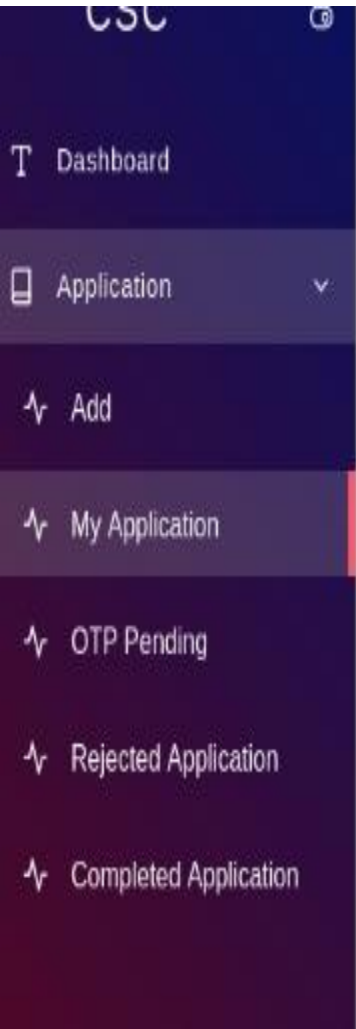 CSC
Dashboard
Application
Add
My Application
OTP Pending
Rejected Application
Completed Application